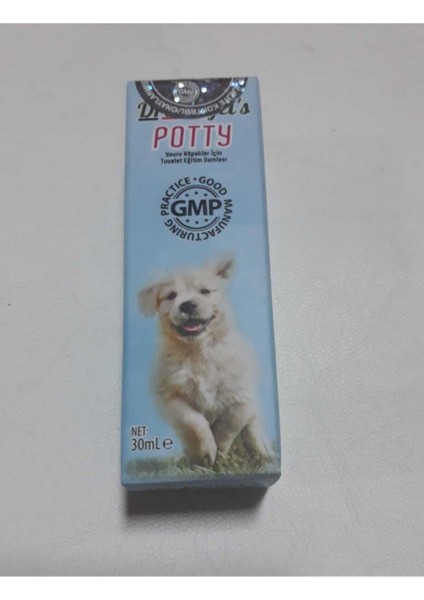 POTTY
Yavru Köpekler İçin
Tuvalet Eğitim Damlası
PRACTICE • GOOD MANUFACTURING
GMP
NET:
30mL℮